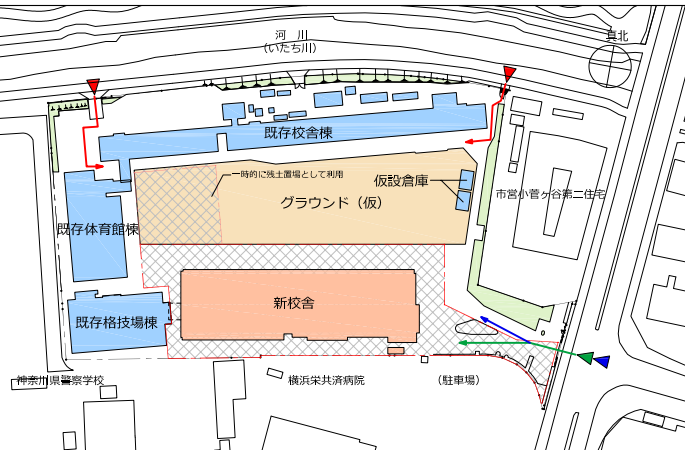 河　川
（いたち川）
真北
既存校舎棟
一時的に残土置場として利用
仮設倉庫
グラウンド（仮）
市営小菅ヶ谷第二住宅
既存体育館棟
新校舎
既存格技場棟
神奈川県警察学校
横浜栄共済病院
（駐車場）